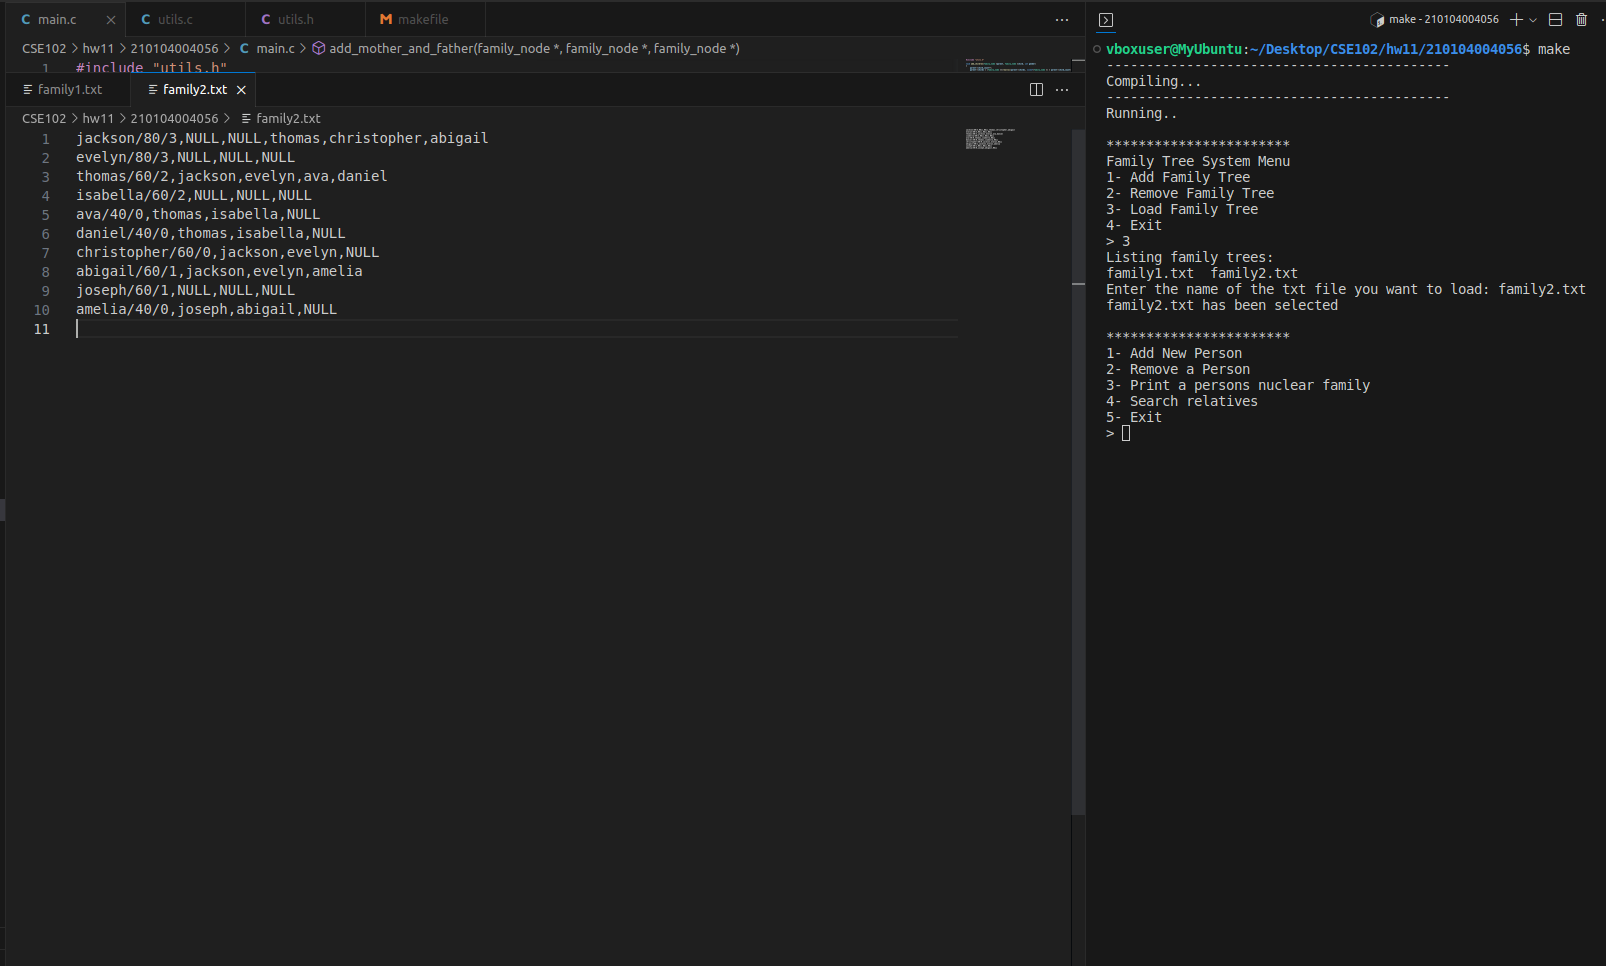 main.c
utils.c
utils.h
makefile
CSE102 > hw11 > 210104004056 > C main.c > add_mother_and_father(family_node *, family_node *, family_node *)
1 #include "utils.h"
family1.txt
family2.txt
CSE102 > hw11 > 210104004056 > family2.txt
1 jackson/80/3,NULL,NULL,thomas,christopher,abigail
2 evelyn/80/3,NULL,NULL,NULL
3 thomas/60/2,jackson,evelyn,ava,daniel
4 isabella/60/2,NULL,NULL,NULL
5 ava/40/0,thomas,isabella,NULL
6 daniel/40/0,thomas,isabella,NULL
7 christopher/60/0,jackson,evelyn,NULL
8 abigail/60/1,jackson,evelyn,amelia
9 joseph/60/1,NULL,NULL,NULL
10 amelia/40/0,joseph,abigail,NULL
11
make - 210104004056
vboxuser@MyUbuntu:~/Desktop/CSE102/hw11/210104004056$ make
-------------------------------------------
Compiling...
-------------------------------------------
Running..
***********************
Family Tree System Menu
1- Add Family Tree
2- Remove Family Tree
3- Load Family Tree
4- Exit
> 3
Listing family trees:
family1.txt  family2.txt
Enter the name of the txt file you want to load: family2.txt
family2.txt has been selected
***********************
1- Add New Person
2- Remove a Person
3- Print a persons nuclear family
4- Search relatives
5- Exit
>